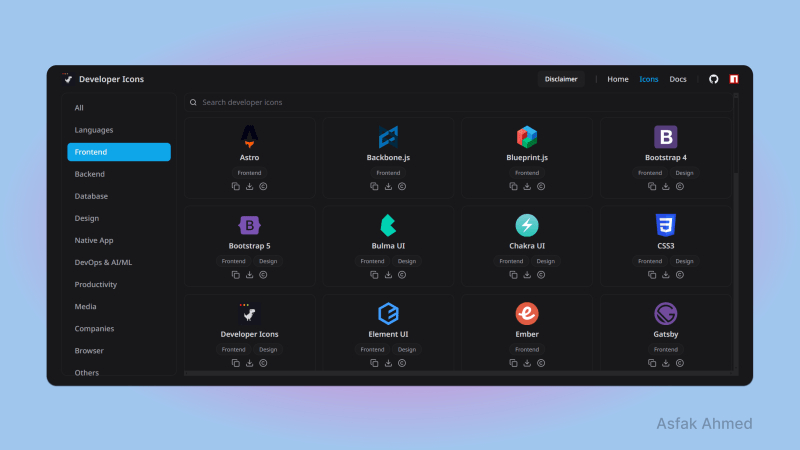 Developer Icons
Disclaimer
Home
Icons
Docs
All
Languages
Frontend
Backend
Database
Design
Native App
DevOps & AI/ML
Productivity
Media
Companies
Browser
Others
Search developer icons
Astro
Frontend
Backbone.js
Frontend
Blueprint.js
Frontend
B
Bootstrap 4
Frontend Design
B
Bootstrap 5
Frontend Design
Bulma UI
Frontend Design
Chakra UI
Frontend Design
CSS3
Frontend Design
Developer Icons
Frontend Design
Element UI
Frontend Design
Ember
Frontend
Gatsby
Frontend
Asfak Ahmed